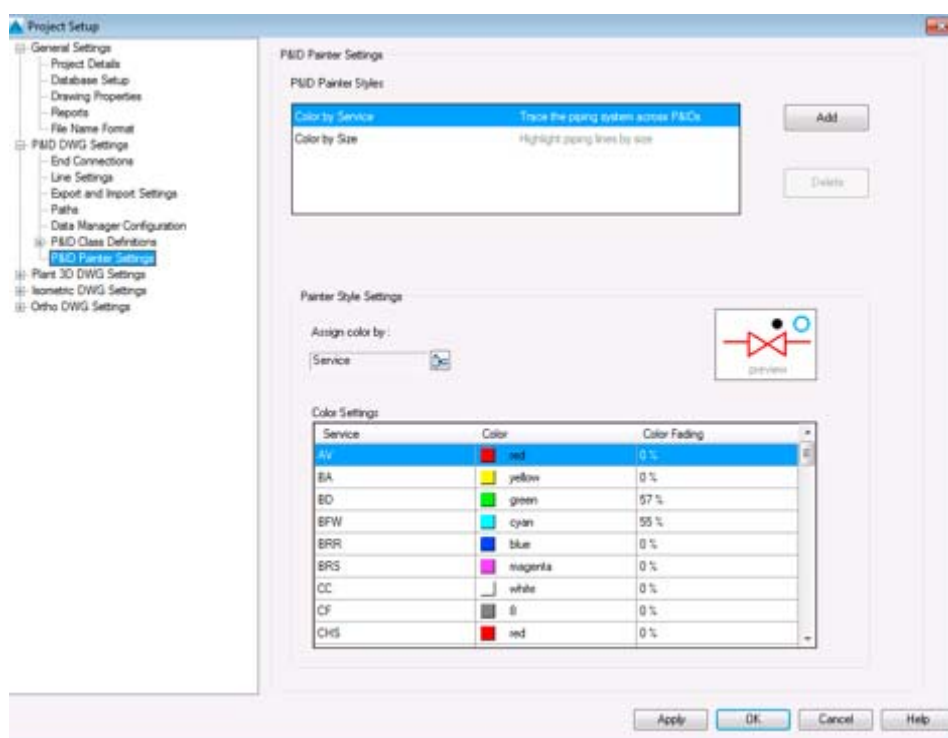 Project Setup
General Settings
Project Details
Database Setup
Drawing Properties
Reports
File Name Format
P&ID DWG Settings
End Connections
Line Settings
Export and Import Settings
Paths
Data Manager Configuration
P&ID Class Definitions
P&ID Painter Settings
Plant 3D DWG Settings
Isometric DWG Settings
Ortho DWG Settings
P&ID Painter Settings
P&ID Painter Styles
Color by Service Trace the piping system across P&IDs
Color by Size Highlight piping lines by size
Add
Delete
Painter Style Settings
Assign color by :
Service
preview
Color Settings
Service Color Color Fading
AV red 0 %
BA yellow 0 %
BD green 57 %
BFW cyan 55 %
BRR blue 0 %
BRS magenta 0 %
CC white 0 %
CF 8 0 %
CHS red 0 %
Apply OK Cancel Help